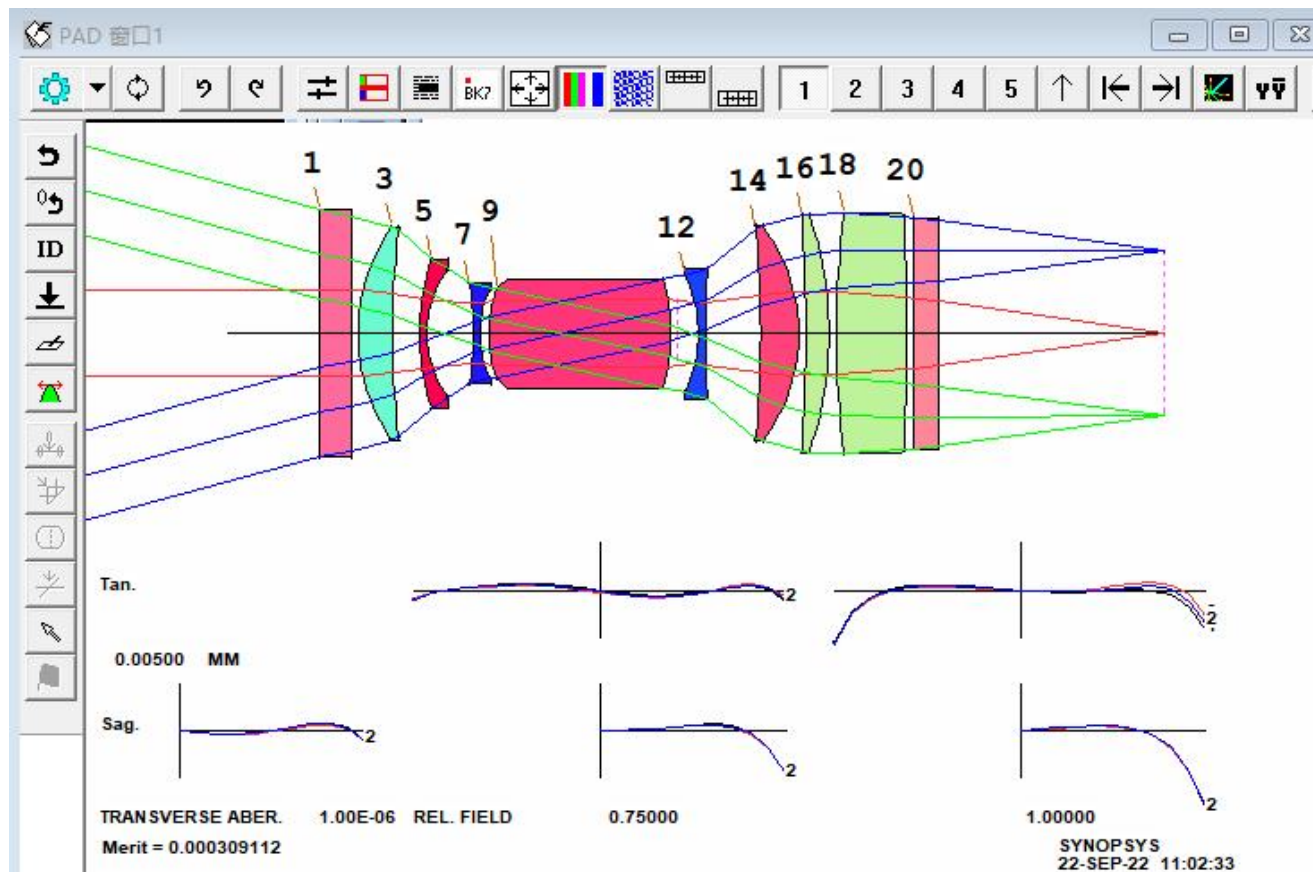 PAD 窗口1
BK7 1 2 3 4 5
ID
1 3 5 7 9 12 14 16 18 20
Tan. 2 2
0.00500 MM
Sag. 2 2 2
TRANSVERSE ABER. 1.00E-06 REL. FIELD 0.75000 1.00000
Merit = 0.000309112 SYNOPSYS
22-SEP-22 11:02:33